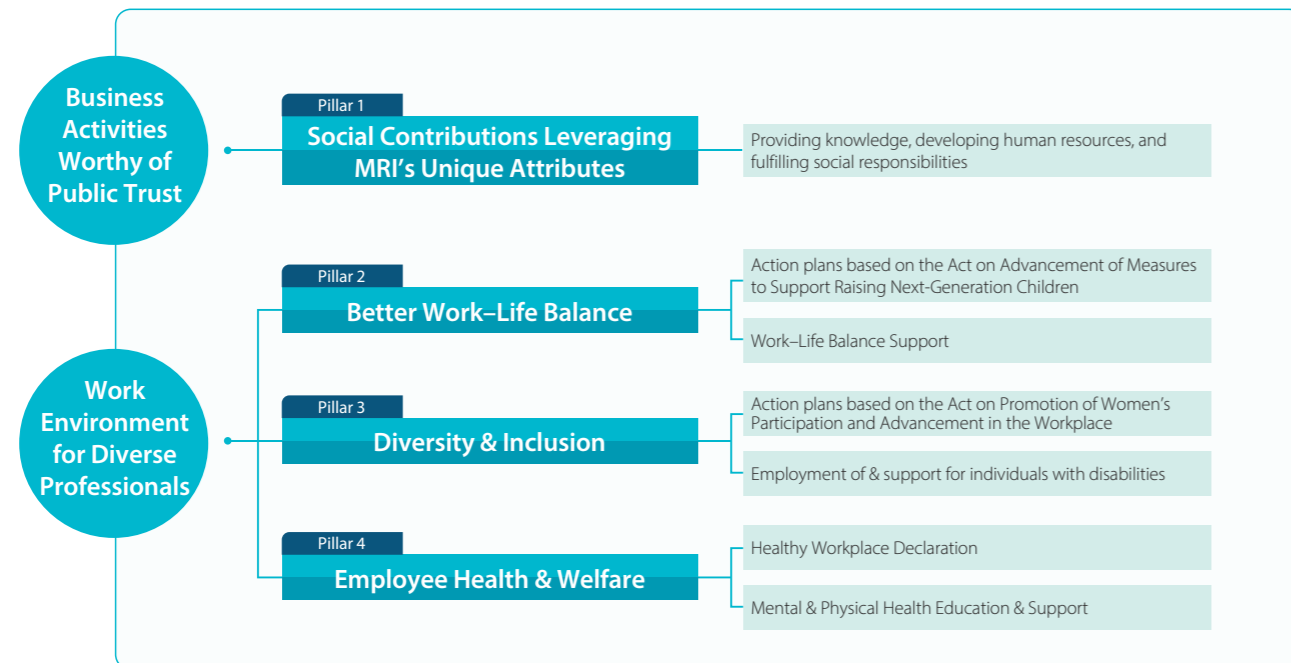 Business
Activities
Worthy of
Public Trust
Pillar 1
Social Contributions Leveraging
MRI’s Unique Attributes
Providing knowledge, developing human resources, and
fulfilling social responsibilities
Work
Environment
for Diverse
Professionals
Pillar 2
Better Work–Life Balance
Action plans based on the Act on Advancement of Measures
to Support Raising Next-Generation Children
Work–Life Balance Support
Pillar 3
Diversity & Inclusion
Action plans based on the Act on Promotion of Women’s
Participation and Advancement in the Workplace
Employment of & support for individuals with disabilities
Pillar 4
Employee Health & Welfare
Healthy Workplace Declaration
Mental & Physical Health Education & Support